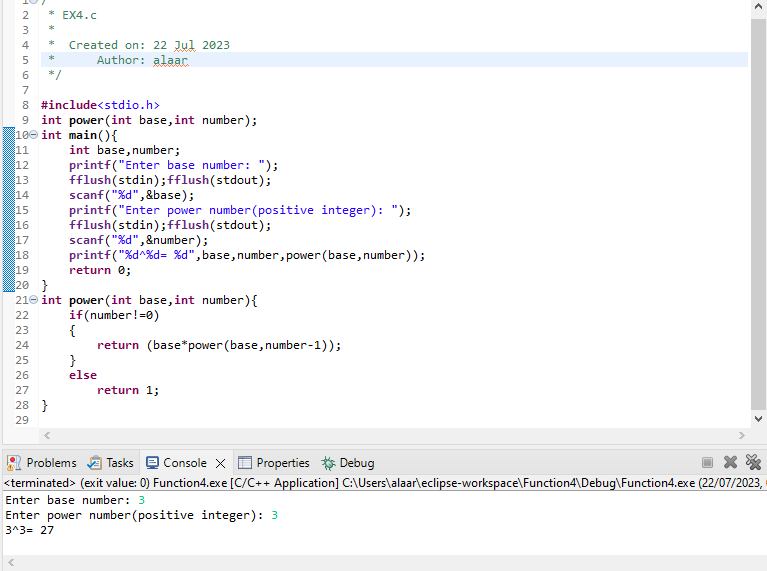 1 /
2 * EX4.c
3 *
4 * Created on: 22 Jul 2023
5 * Author: alaar
6 */
7
8 #include<stdio.h>
9 int power(int base,int number);
10 int main(){
11 int base,number;
12 printf("Enter base number: ");
13 fflush(stdin);fflush(stdout);
14 scanf("%d",&base);
15 printf("Enter power number(positive integer): ");
16 fflush(stdin);fflush(stdout);
17 scanf("%d",&number);
18 printf("%d^%d= %d",base,number,power(base,number));
19 return 0;
20 }
21 int power(int base,int number){
22 if(number!=0)
23 {
24 return (base*power(base,number-1));
25 }
26 else
27 return 1;
28 }
29
Problems Tasks Console Properties Debug
<terminated> (exit value: 0) Function4.exe [C/C++ Application] C:\Users\alaar\eclipse-workspace\Function4\Debug\Function4.exe (22/07/2023,
Enter base number: 3
Enter power number(positive integer): 3
3^3= 27